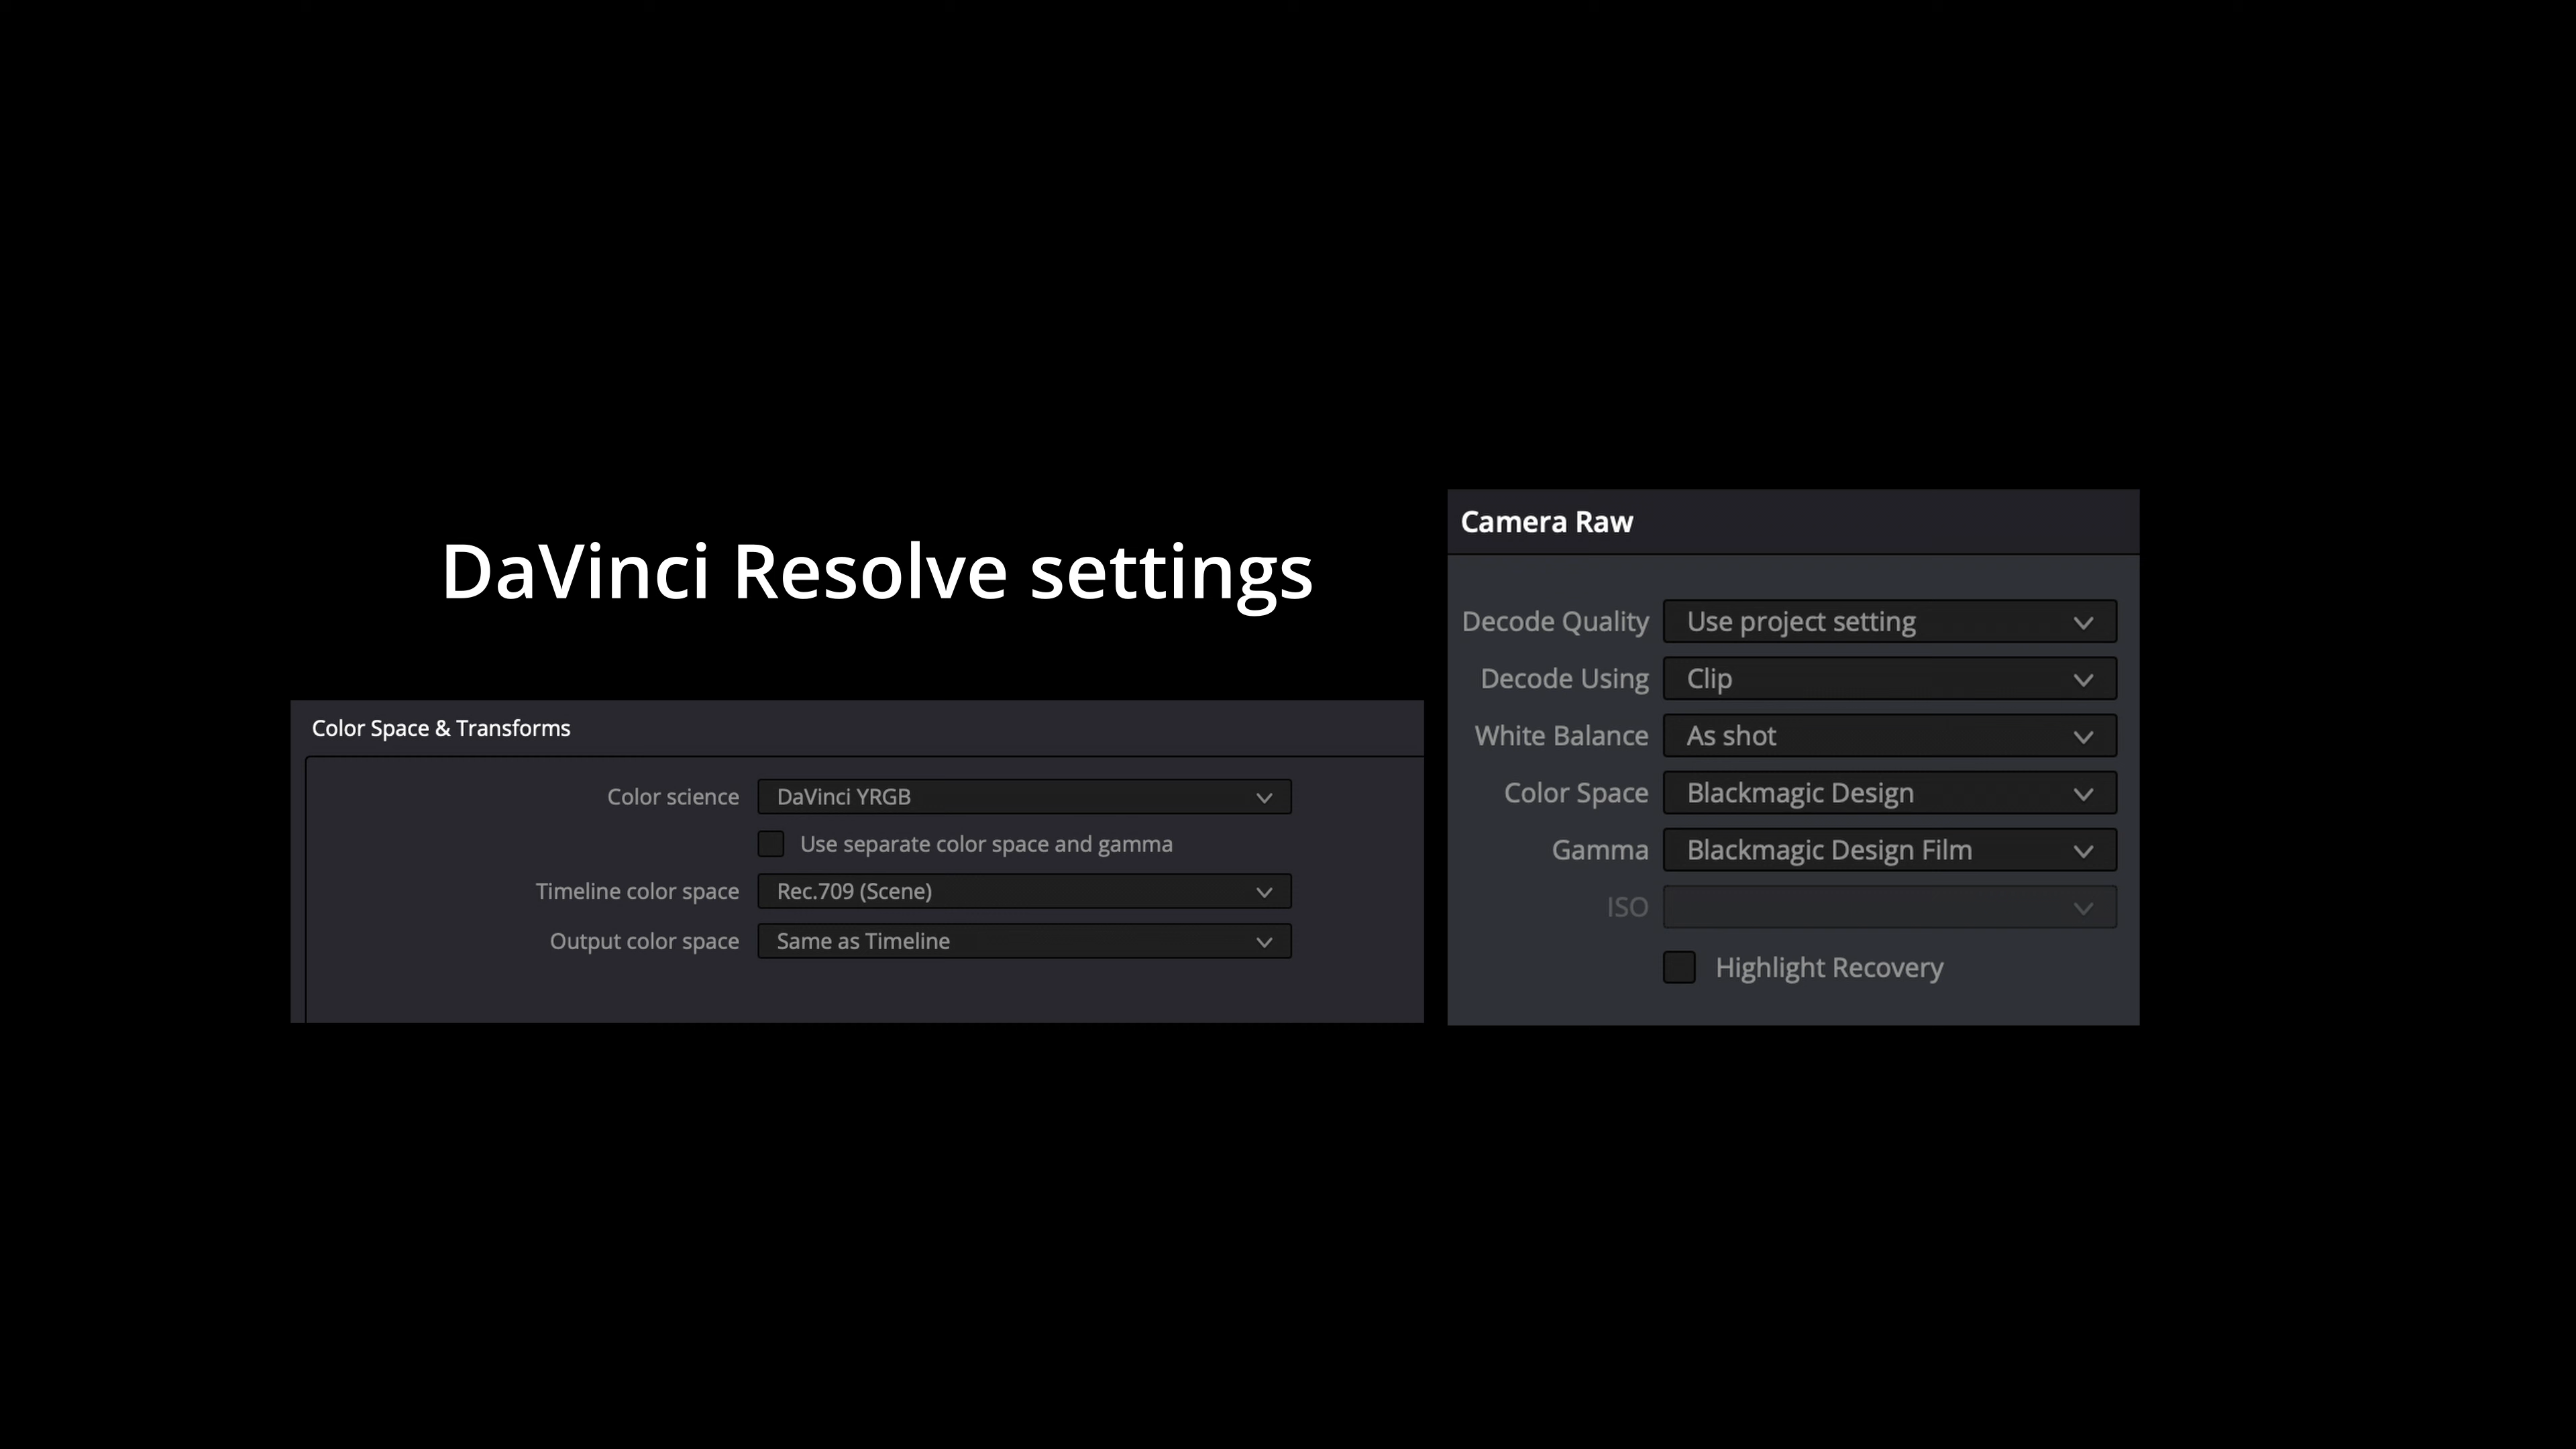 DaVinci Resolve settings
Color Space & Transforms
Color science DaVinci YRGB
Use separate color space and gamma
Timeline color space Rec.709 (Scene)
Output color space Same as Timeline
Camera Raw
Decode Quality Use project setting
Decode Using Clip
White Balance As shot
Color Space Blackmagic Design
Gamma Blackmagic Design Film
ISO
Highlight Recovery